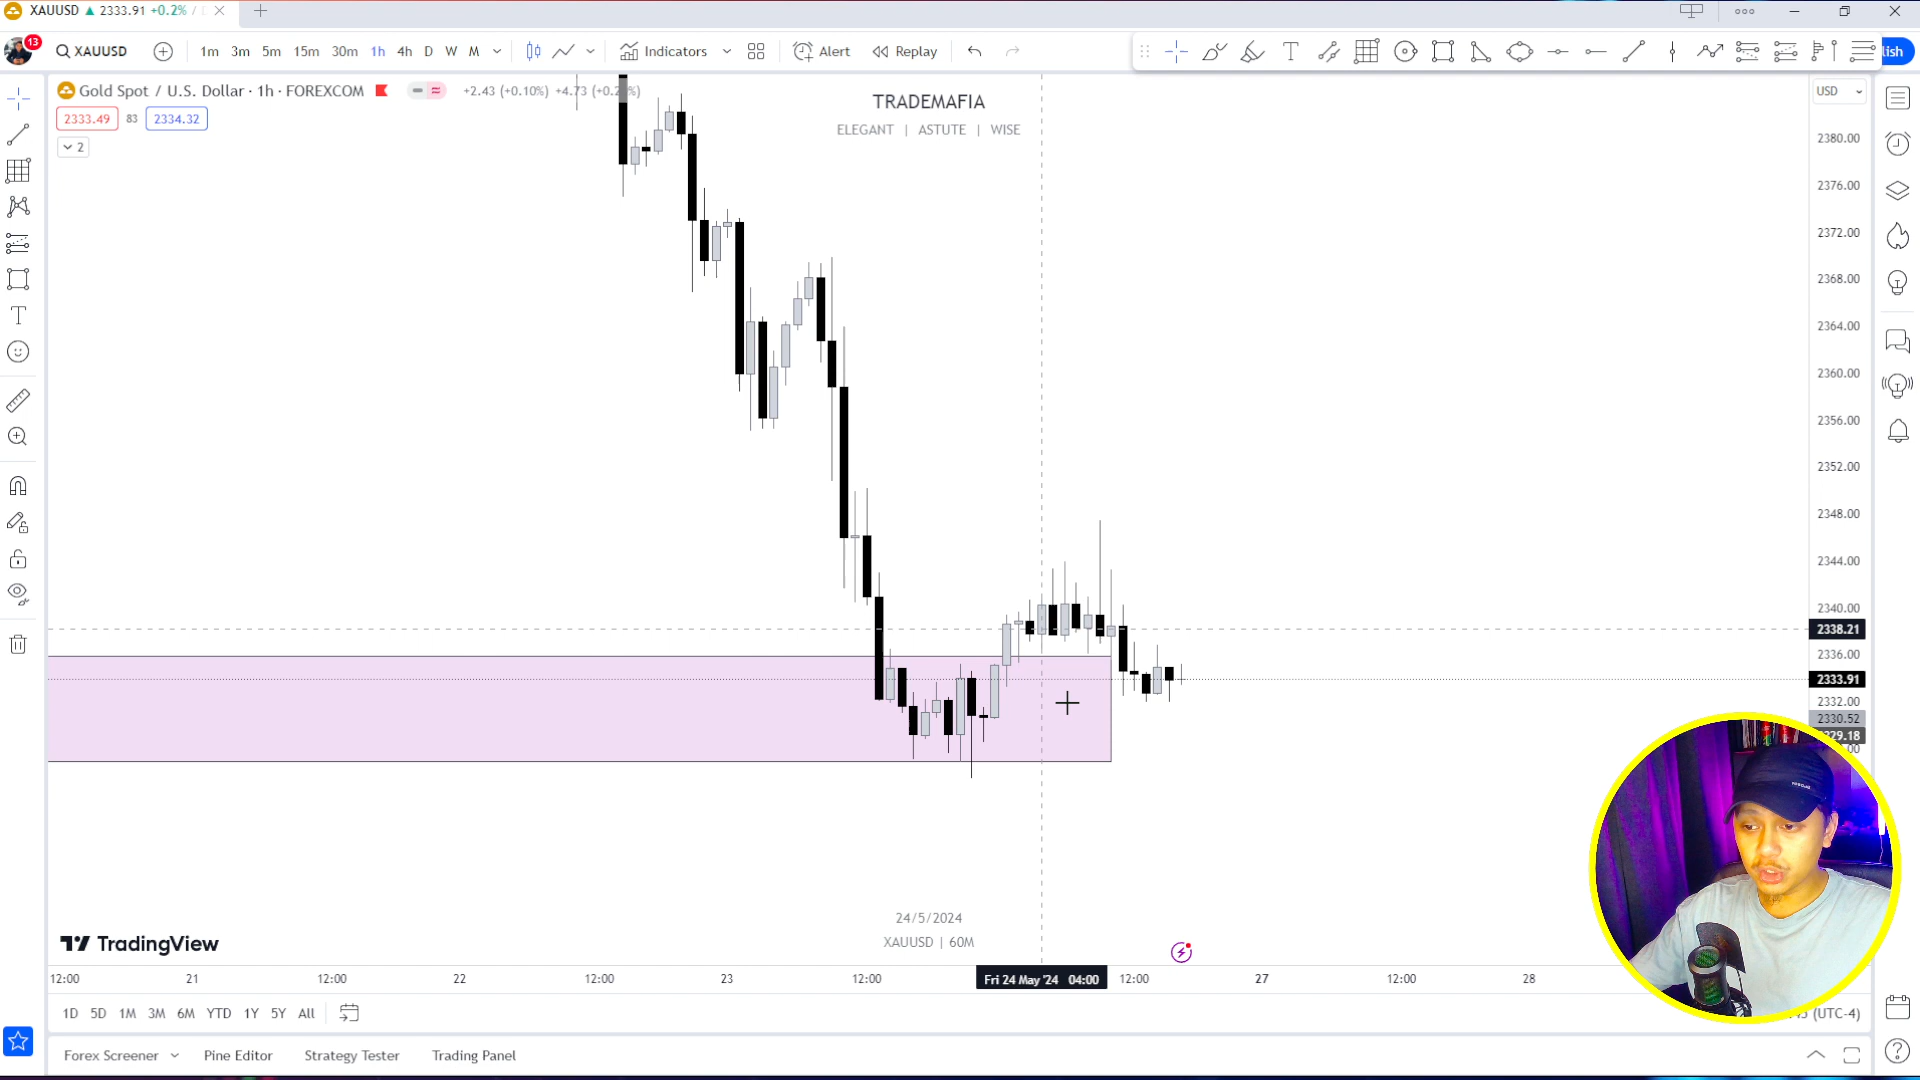 XAUUSD ▲ 2333.91 +0.2% /
13 XAUUSD 1m 3m 5m 15m 30m 1h 4h D W M Indicators Alert Replay lish
Gold Spot / U.S. Dollar · 1h · FOREXCOM +2.43 (+0.10%) +4.73
2333.49 83 2334.32
2
TRADEMAFIA
ELEGANT | ASTUTE | WISE
USD
2380.00
2376.00
2372.00
2368.00
2364.00
2360.00
2356.00
2352.00
2348.00
2344.00
2340.00
2338.21
2336.00
2333.91
2332.00
2330.52
24/5/2024
XAUUSD | 60M
TradingView
12:00 21 12:00 22 12:00 23 12:00 Fri 24 May '24 04:00 12:00 27 12:00 28
1D 5D 1M 3M 6M YTD 1Y 5Y All (UTC-4)
Forex Screener Pine Editor Strategy Tester Trading Panel